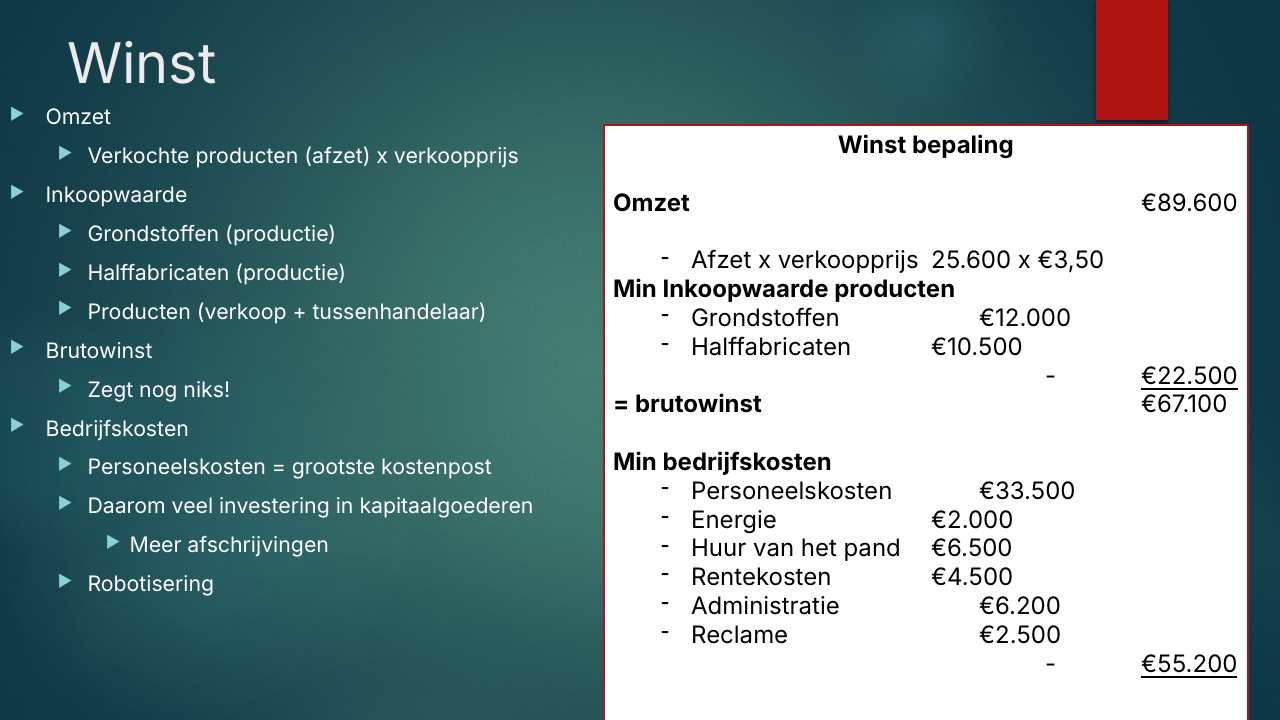 Winst
Omzet
Verkochte producten (afzet) x verkoopprijs
Inkoopwaarde
Grondstoffen (productie)
Halffabricaten (productie)
Producten (verkoop + tussenhandelaar)
Brutowinst
Zegt nog niks!
Bedrijfskosten
Personeelskosten = grootste kostenpost
Daarom veel investering in kapitaalgoederen
Meer afschrijvingen
Robotisering
Winst bepaling
Omzet €89.600
- Afzet x verkoopprijs 25.600 x €3,50
Min Inkoopwaarde producten
- Grondstoffen €12.000
- Halffabricaten €10.500
- €22.500
= brutowinst €67.100
Min bedrijfskosten
- Personeelskosten €33.500
- Energie €2.000
- Huur van het pand €6.500
- Rentekosten €4.500
- Administratie €6.200
- Reclame €2.500
- €55.200